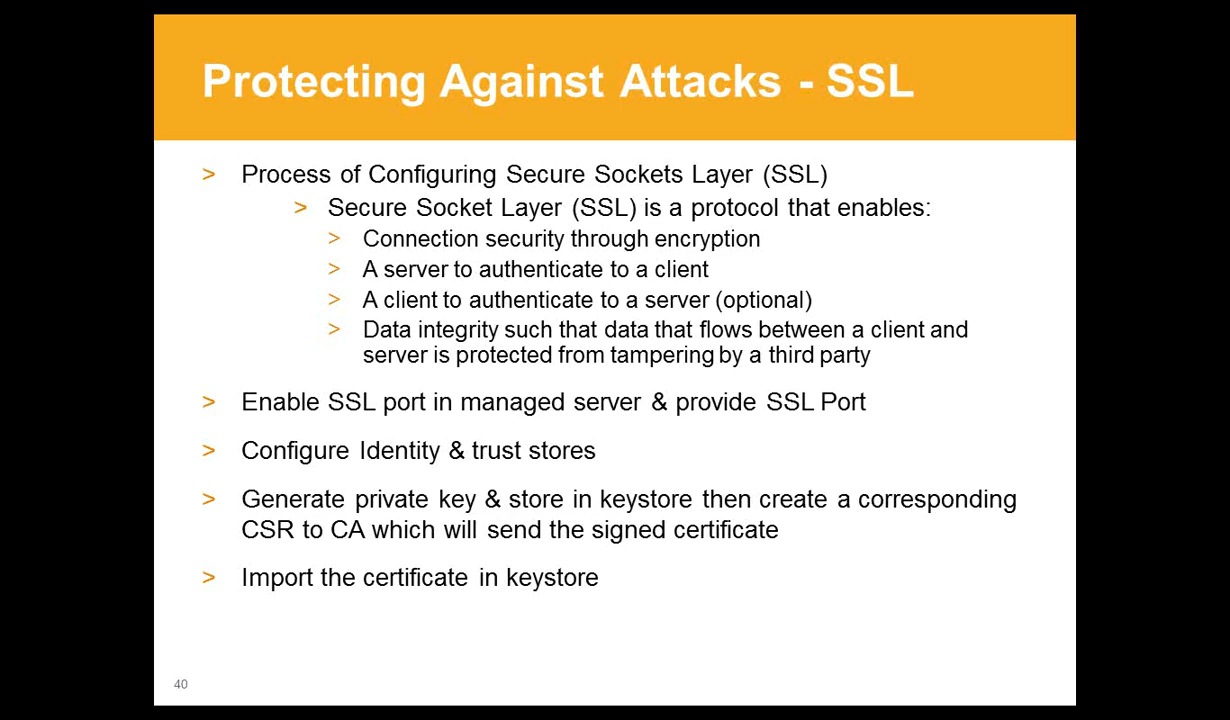 Protecting Against Attacks - SSL
> Process of Configuring Secure Sockets Layer (SSL)
> Secure Socket Layer (SSL) is a protocol that enables:
> Connection security through encryption
> A server to authenticate to a client
> A client to authenticate to a server (optional)
> Data integrity such that data that flows between a client and
server is protected from tampering by a third party
> Enable SSL port in managed server & provide SSL Port
> Configure Identity & trust stores
> Generate private key & store in keystore then create a corresponding
CSR to CA which will send the signed certificate
> Import the certificate in keystore
40